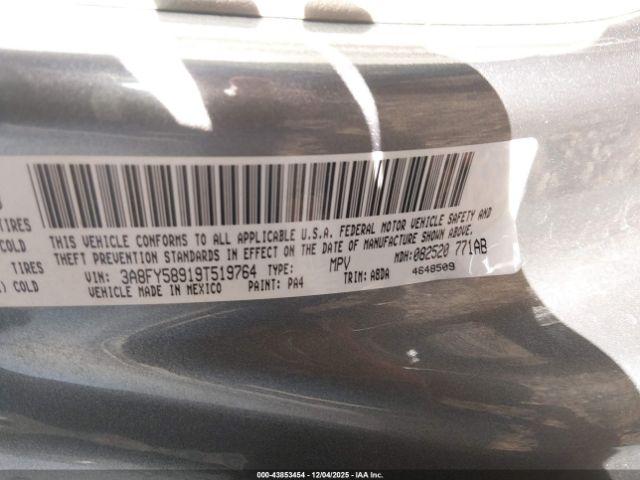 TIRES
COLD
TIRES
) COLD
THIS VEHICLE CONFORMS TO ALL APPLICABLE U.S.A. FEDERAL MOTOR VEHICLE SAFETY AND
THEFT PREVENTION STANDARDS IN EFFECT ON THE DATE OF MANUFACTURE SHOWN ABOVE.
VIN: 3A8FY58919T519764 TYPE: MPV MDH: 082520 771AB
VEHICLE MADE IN MEXICO PAINT: PA4 TRIM: ABDA 4648509
000-43853454 | 12/04/2025 - IAA Inc.